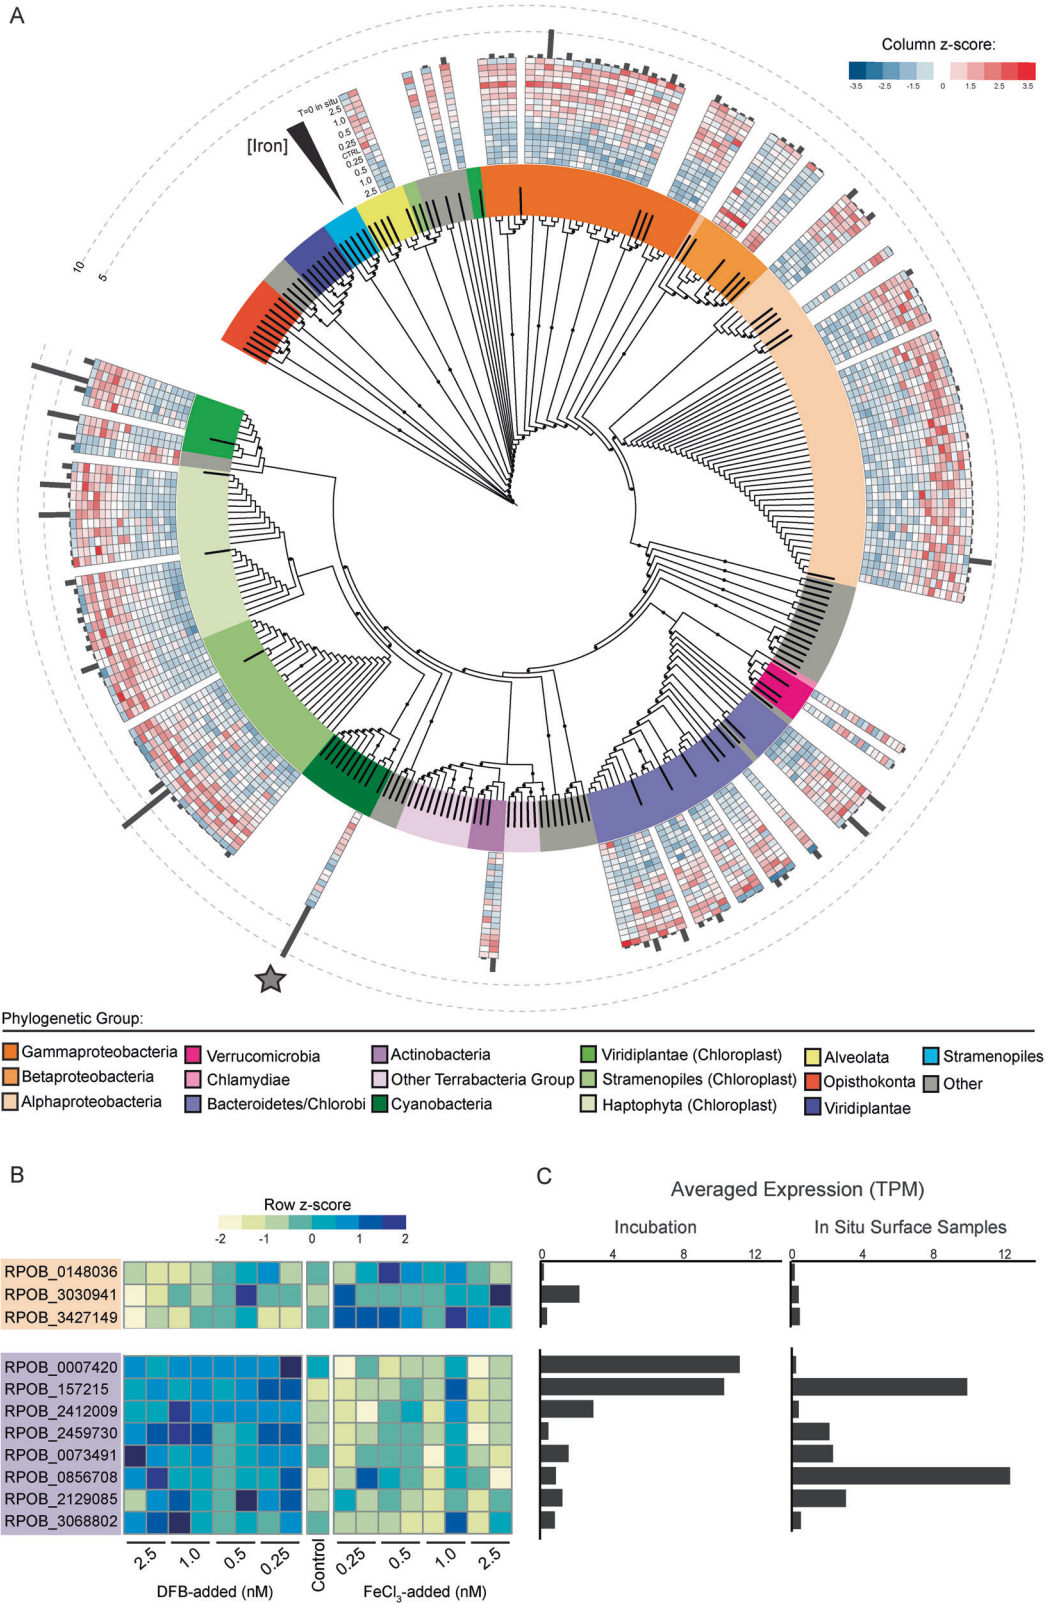 A
Column z-score:
-3.5 -2.5 -1.5 0 1.5 2.5 3.5
[Iron]
T=0 in situ
2.5
1.0
0.5
0.25
CTRL
0.25
0.5
1.0
2.5
10
5
Phylogenetic Group:
Gammaproteobacteria
Betaproteobacteria
Alphaproteobacteria
Verrucomicrobia
Chlamydiae
Bacteroidetes/Chlorobi
Actinobacteria
Other Terrabacteria Group
Cyanobacteria
Viridiplantae (Chloroplast)
Stramenopiles (Chloroplast)
Haptophyta (Chloroplast)
Alveolata
Opisthokonta
Viridiplantae
Stramenopiles
Other
B
Row z-score
-2 -1 0 1 2
RPOB_0148036
RPOB_3030941
RPOB_3427149
RPOB_0007420
RPOB_157215
RPOB_2412009
RPOB_2459730
RPOB_0073491
RPOB_0856708
RPOB_2129085
RPOB_3068802
2.5 1.0 0.5 0.25 Control 0.25 0.5 1.0 2.5
DFB-added (nM) FeCl3-added (nM)
C
Averaged Expression (TPM)
Incubation In Situ Surface Samples
0 4 8 12 0 4 8 12